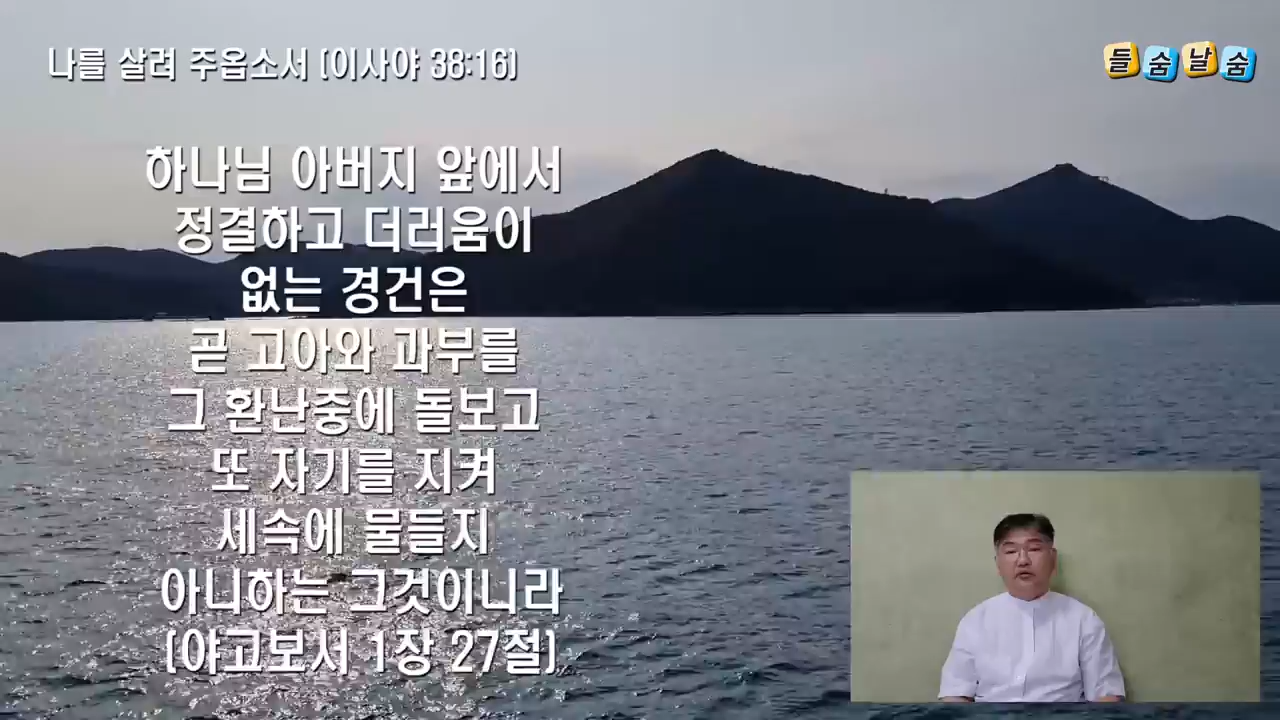 나를 살려 주옵소서 (이사야 38:16)
들숨날숨
하나님 아버지 앞에서
정결하고 더러움이
없는 경건은
곧 고아와 과부를
그 환난중에 돌보고
또 자기를 지켜
세속에 물들지
아니하는 그것이니라
(야고보서 1장 27절)